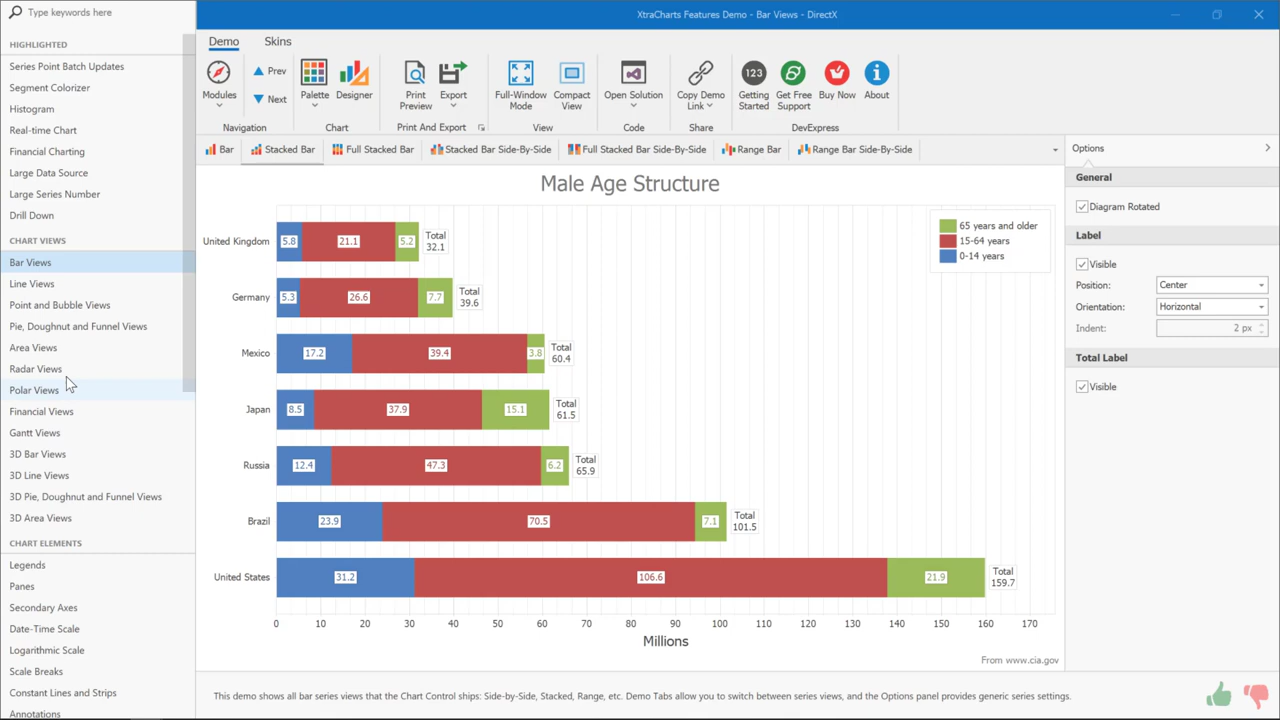 Type keywords here
XtraCharts Features Demo - Bar Views - DirectX
HIGHLIGHTED
Series Point Batch Updates
Segment Colorizer
Histogram
Real-time Chart
Financial Charting
Large Data Source
Large Series Number
Drill Down
CHART VIEWS
Bar Views
Line Views
Point and Bubble Views
Pie, Doughnut and Funnel Views
Area Views
Radar Views
Polar Views
Financial Views
Gantt Views
3D Bar Views
3D Line Views
3D Pie, Doughnut and Funnel Views
3D Area Views
CHART ELEMENTS
Legends
Panes
Secondary Axes
Date-Time Scale
Logarithmic Scale
Scale Breaks
Constant Lines and Strips
Annotations
Demo Skins
Modules
Prev
Next
Navigation
Palette
Designer
Chart
Print Preview
Export
Print And Export
Full-Window Mode
Compact View
View
Open Solution
Code
Copy Demo Link
Share
123
Getting Started
Get Free Support
Buy Now
About
DevExpress
Bar Stacked Bar Full Stacked Bar Stacked Bar Side-By-Side Full Stacked Bar Side-By-Side Range Bar Range Bar Side-By-Side
Male Age Structure
65 years and older
15-64 years
0-14 years
United Kingdom 5.8 21.1 5.2 Total 32.1
Germany 5.3 26.6 7.7 Total 39.6
Mexico 17.2 39.4 3.8 Total 60.4
Japan 8.5 37.9 15.1 Total 61.5
Russia 12.4 47.3 6.2 Total 65.9
Brazil 23.9 70.5 7.1 Total 101.5
United States 31.2 106.6 21.9 Total 159.7
0 10 20 30 40 50 60 70 80 90 100 110 120 130 140 150 160 170
Millions
From www.cia.gov
Options
General
Diagram Rotated
Label
Visible
Position: Center
Orientation: Horizontal
Indent: 2 px
Total Label
Visible
This demo shows all bar series views that the Chart Control ships: Side-by-Side, Stacked, Range, etc. Demo Tabs allow you to switch between series views, and the Options panel provides generic series settings.